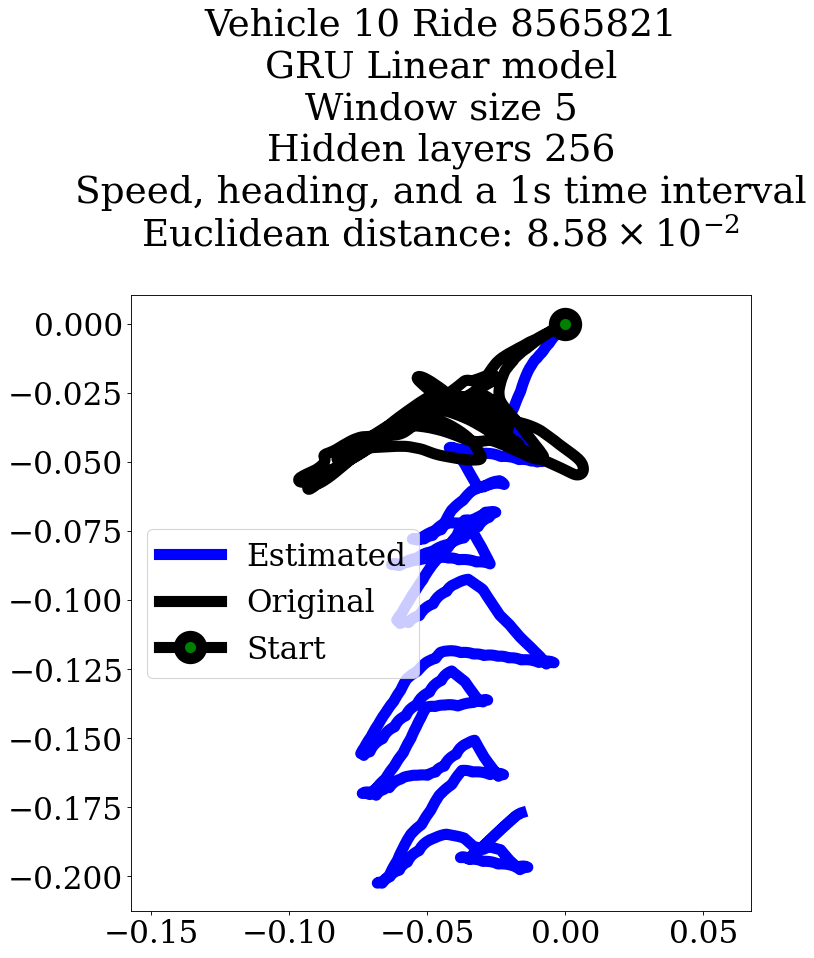 Vehicle 10 Ride 8565821
GRU Linear model
Window size 5
Hidden layers 256
Speed, heading, and a 1s time interval
Euclidean distance: 8.58 × 10⁻²
0.000
−0.025
−0.050
−0.075
−0.100
−0.125
−0.150
−0.175
−0.200
Estimated
Original
Start
−0.15 −0.10 −0.05 0.00 0.05